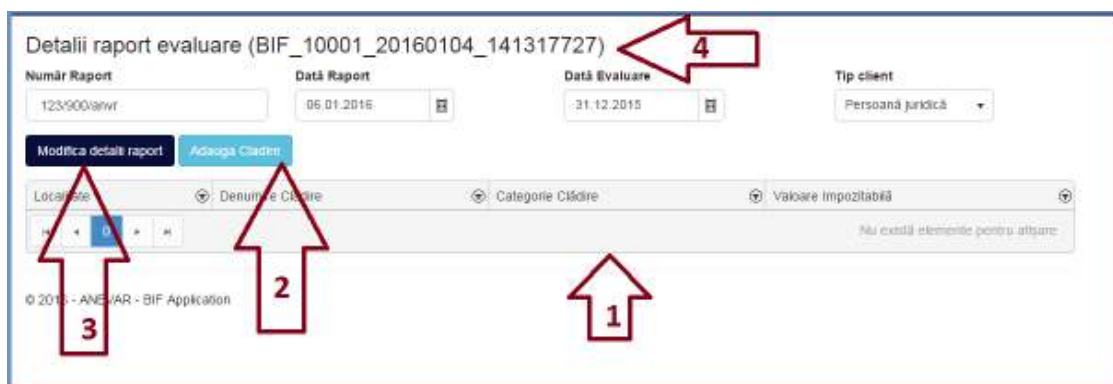 Detalii raport evaluare (BIF_10001_20160104_141317727)
4
Număr Raport Dată Raport Dată Evaluare Tip client
123/900/anvr 06.01.2016 31.12.2015 Persoană juridică
Modifica detalii raport Adauga Cladire
Localitate Denumire Clădire Categorie Clădire Valoare Impozitabilă
0 Nu există elemente pentru afișare
© 2016 - ANEVAR - BIF Application
3 2 1